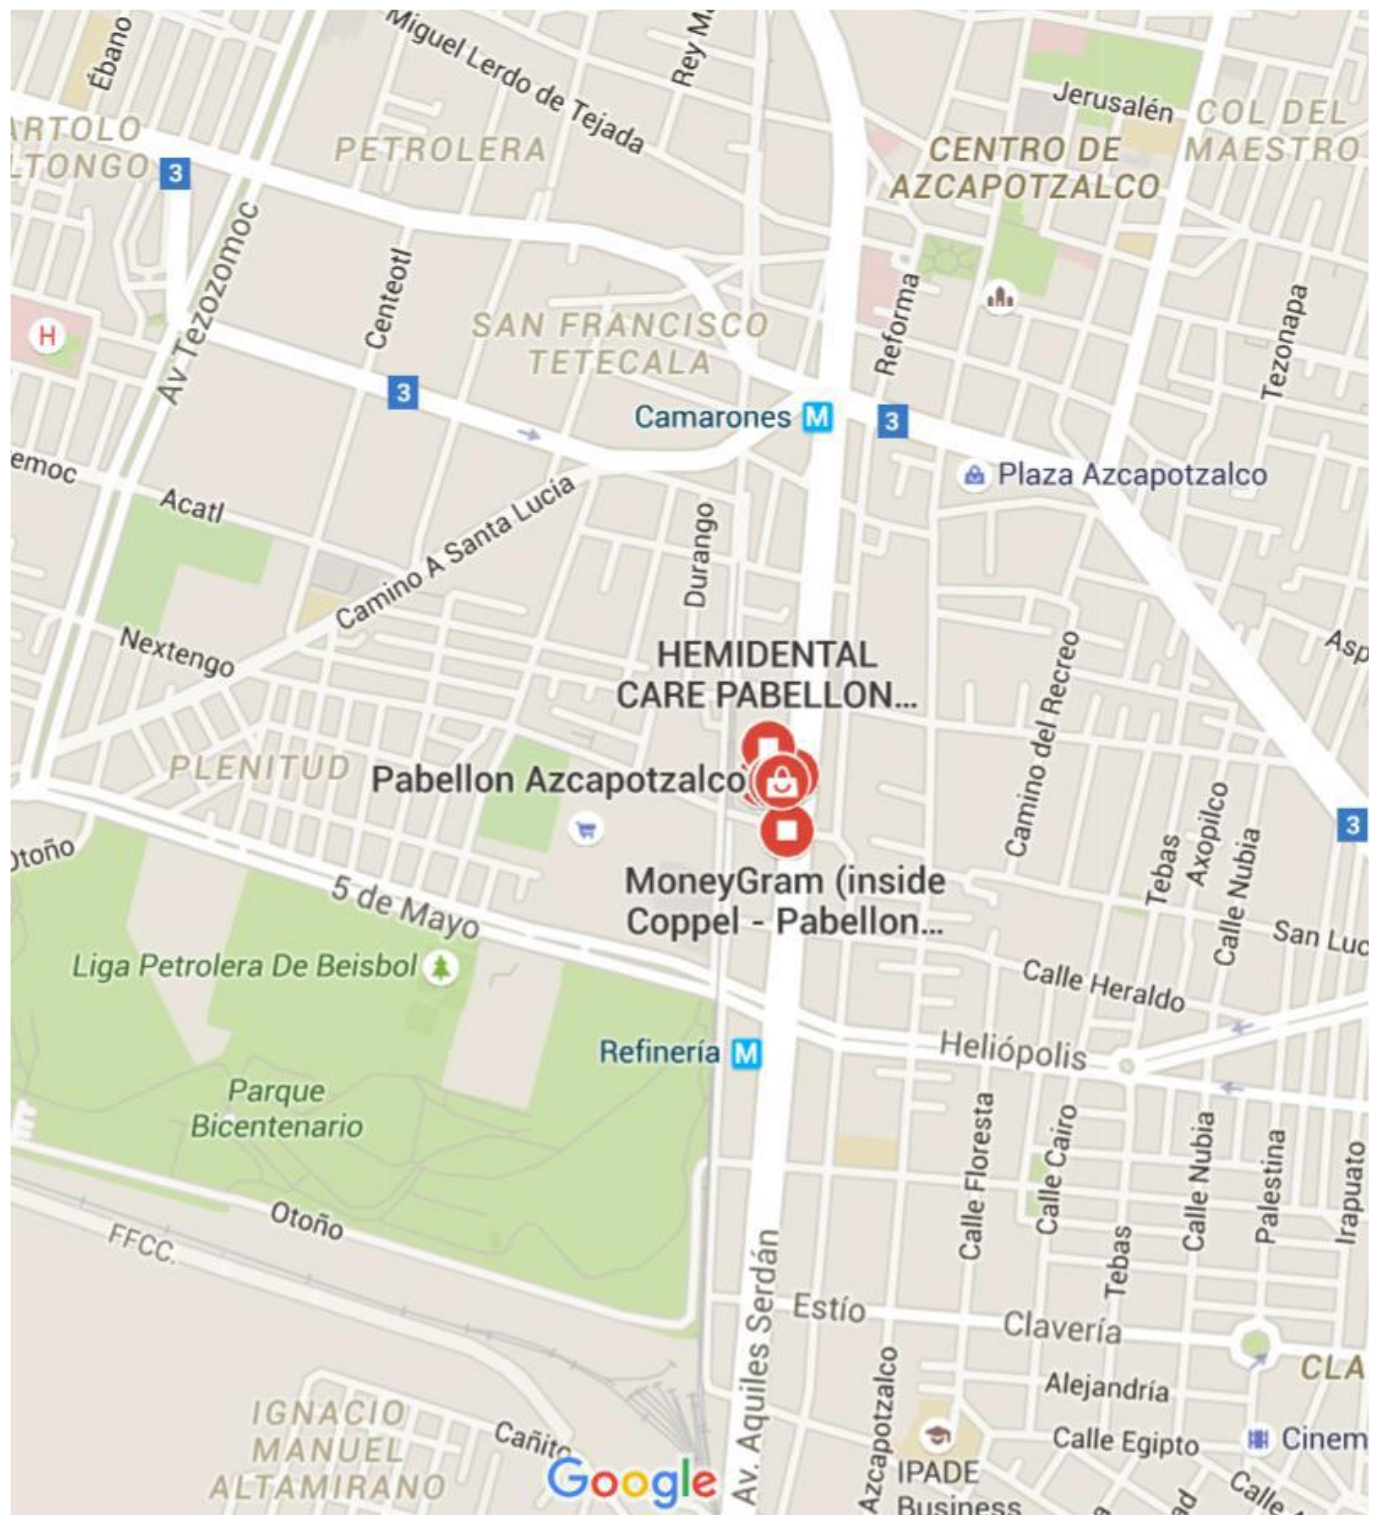 Ébano
Miguel Lerdo de Tejada
Rey M
Jerusalén
COL DEL
MAESTRO
ARTOLO
LTONGO
3
PETROLERA
CENTRO DE
AZCAPOTZALCO
Av Tezozomoc
Centeotl
SAN FRANCISCO
TETECALA
Reforma
Tezonapa
H
3
Camarones M
3
Plaza Azcapotzalco
emoc
Acatl
Camino A Santa Lucía
Durango
Nextengo
HEMIDENTAL
CARE PABELLON...
Camino del Recreo
Asp
PLENITUD
Pabellon Azcapotzalco
3
Otoño
Tebas
Axopilco
Calle Nubia
MoneyGram (inside
Coppel - Pabellon...
5 de Mayo
San Luc
Liga Petrolera De Beisbol
Calle Heraldo
Refinería M
Heliópolis
Parque
Bicentenario
Calle Floresta
Calle Cairo
Calle Nubia
Palestina
Irapuato
Otoño
FFCC.
Tebas
Av. Aquiles Serdán
Estío
Clavería
CLA
Azcapotzalco
Alejandría
IGNACIO
MANUEL
ALTAMIRANO
Cañito
Calle Egipto
Cinem
Google
IPADE
Business
Calle